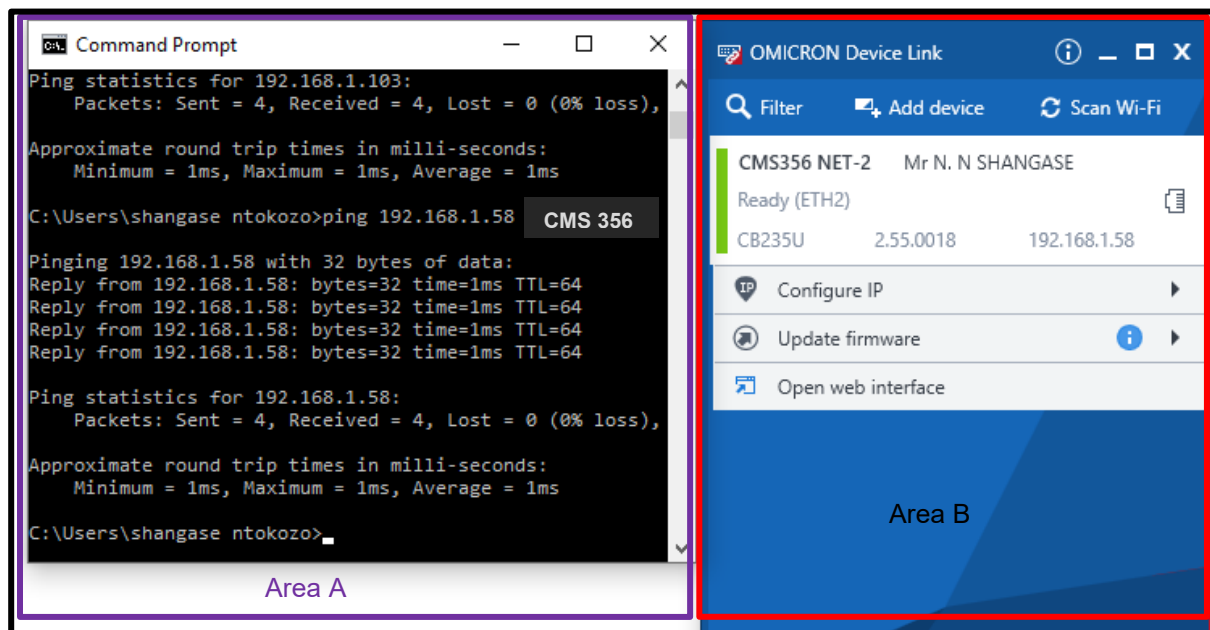 Command Prompt
Ping statistics for 192.168.1.103:
Packets: Sent = 4, Received = 4, Lost = 0 (0% loss),
Approximate round trip times in milli-seconds:
Minimum = 1ms, Maximum = 1ms, Average = 1ms
C:\Users\shangase ntokozo>ping 192.168.1.58
CMS 356
Pinging 192.168.1.58 with 32 bytes of data:
Reply from 192.168.1.58: bytes=32 time=1ms TTL=64
Reply from 192.168.1.58: bytes=32 time=1ms TTL=64
Reply from 192.168.1.58: bytes=32 time=1ms TTL=64
Reply from 192.168.1.58: bytes=32 time=1ms TTL=64
Ping statistics for 192.168.1.58:
Packets: Sent = 4, Received = 4, Lost = 0 (0% loss),
Approximate round trip times in milli-seconds:
Minimum = 1ms, Maximum = 1ms, Average = 1ms
C:\Users\shangase ntokozo>
Area A
OMICRON Device Link
Filter Add device Scan Wi-Fi
CMS356 NET-2 Mr N. N SHANGASE
Ready (ETH2)
CB235U 2.55.0018 192.168.1.58
IP Configure IP
Update firmware
Open web interface
Area B